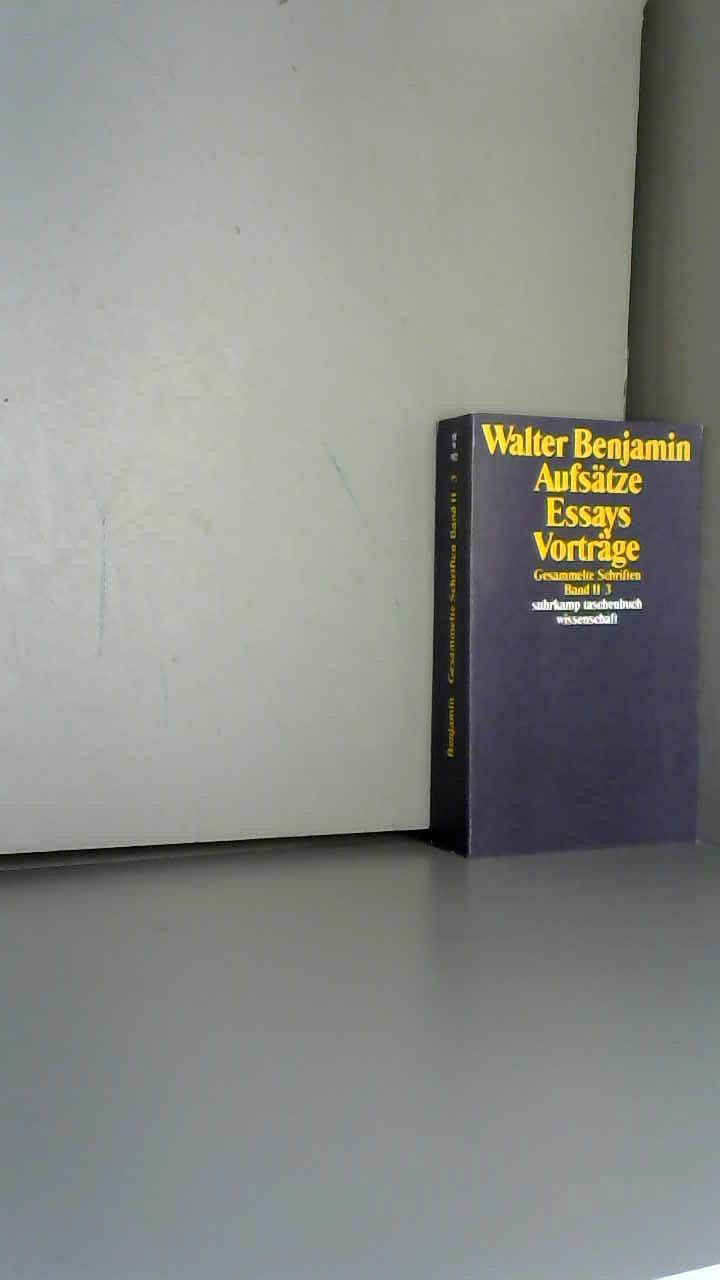 Walter Benjamin
Aufsätze
Essays
Vorträge
Gesammelte Schriften
Band II·3
suhrkamp taschenbuch
wissenschaft
Benjamin Gesammelte Schriften Band II·3